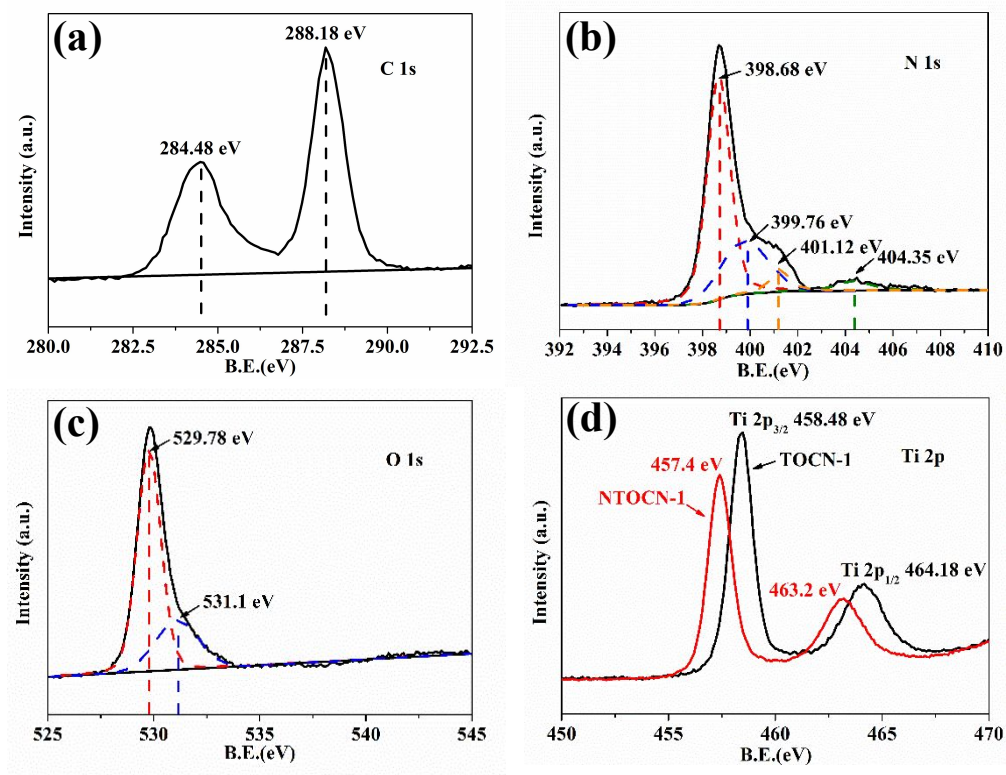 (a)
288.18 eV
C 1s
284.48 eV
Intensity (a.u.)
280.0 282.5 285.0 287.5 290.0 292.5
B.E.(eV)
(b)
N 1s
398.68 eV
399.76 eV
401.12 eV
404.35 eV
Intensity (a.u.)
392 394 396 398 400 402 404 406 408 410
B.E.(eV)
(c)
529.78 eV
O 1s
531.1 eV
Intensity (a.u.)
525 530 535 540 545
B.E.(eV)
(d)
Ti 2p3/2 458.48 eV
457.4 eV
TOCN-1
Ti 2p
NTOCN-1
Ti 2p1/2 464.18 eV
463.2 eV
Intensity (a.u.)
450 455 460 465 470
B.E.(eV)